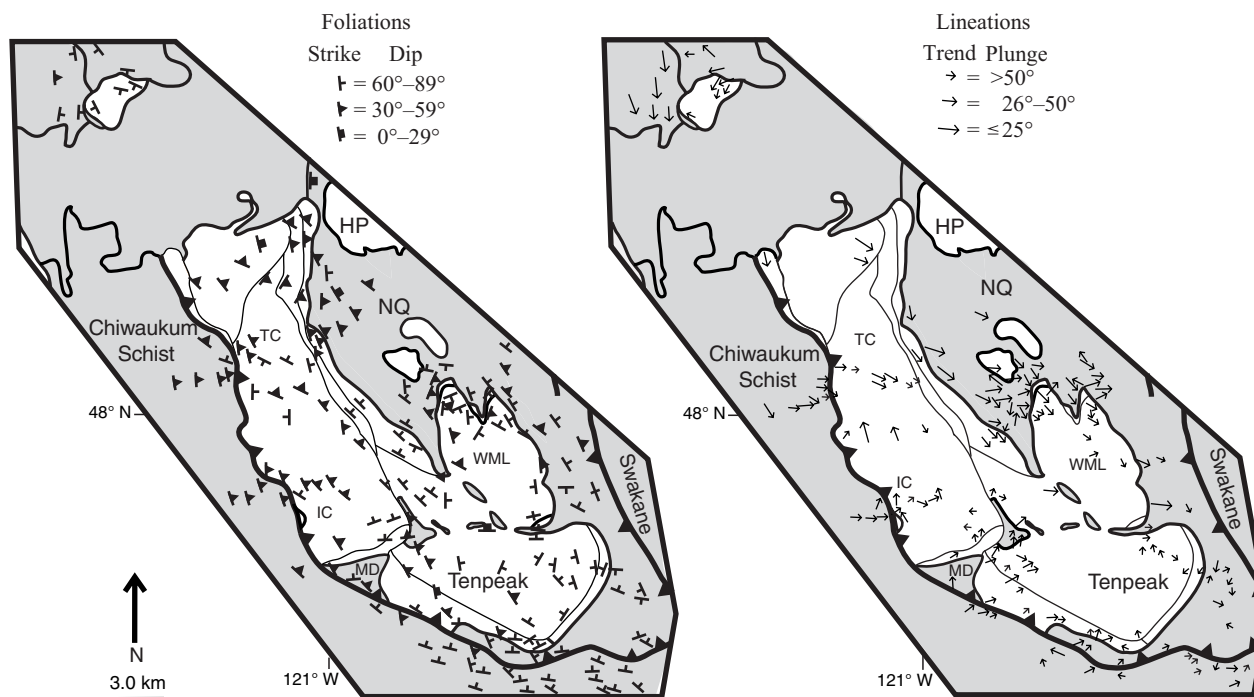 Foliations
Strike Dip
= 60°–89°
= 30°–59°
= 0°–29°
HP
NQ
Chiwaukum
Schist
TC
48° N
WML
IC
Swakane
MD
Tenpeak
N
3.0 km
121° W
Lineations
Trend Plunge
= >50°
= 26°–50°
= ≤25°
HP
NQ
TC
Chiwaukum
Schist
48° N
WML
IC
Swakane
MD
Tenpeak
121° W